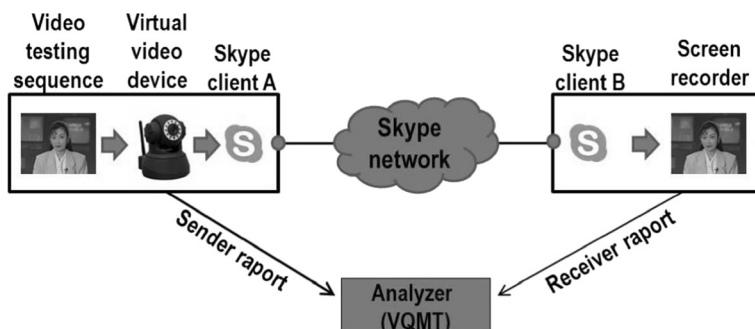 Video
testing
sequence
Virtual
video
device
Skype
client A
Skype
client B
Screen
recorder
S
Skype
network
S
Sender raport
Receiver raport
Analyzer
(VQMT)